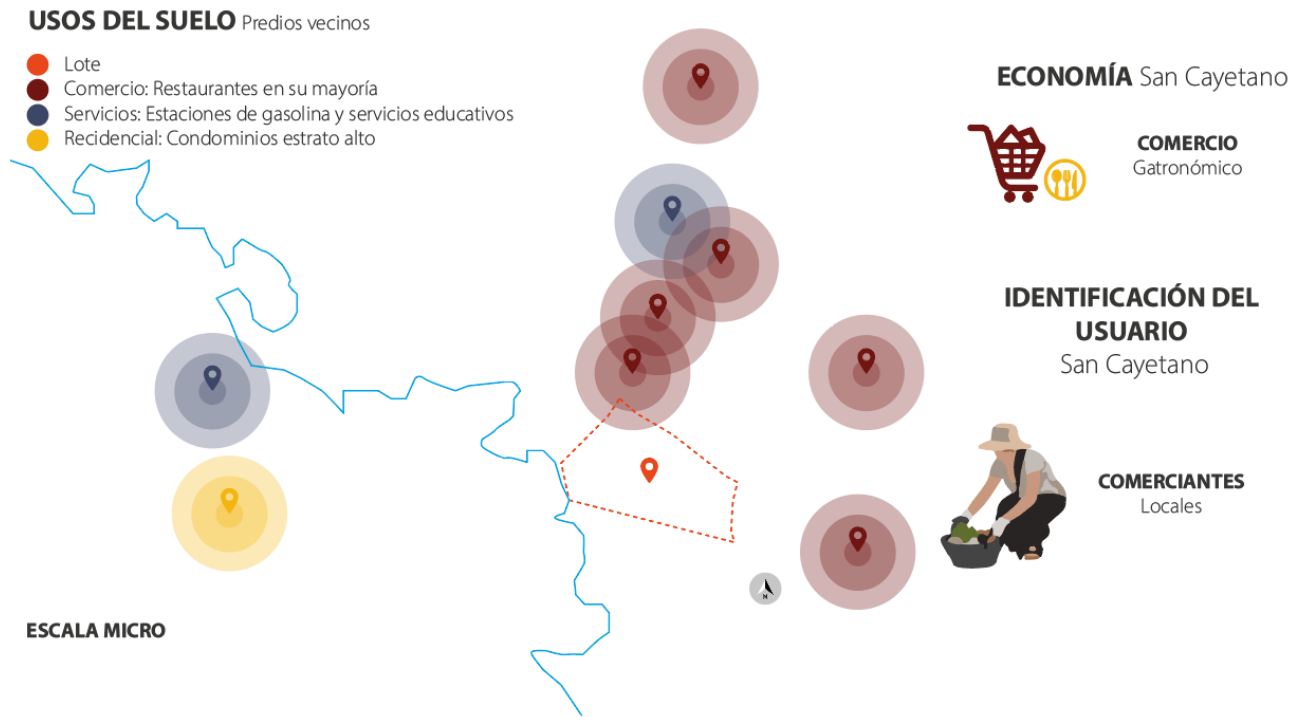 USOS DEL SUELO Predios vecinos
Lote
Comercio: Restaurantes en su mayoría
Servicios: Estaciones de gasolina y servicios educativos
Recidencial: Condominios estrato alto
ECONOMÍA San Cayetano
COMERCIO
Gatronómico
IDENTIFICACIÓN DEL
USUARIO
San Cayetano
COMERCIANTES
Locales
N
ESCALA MICRO